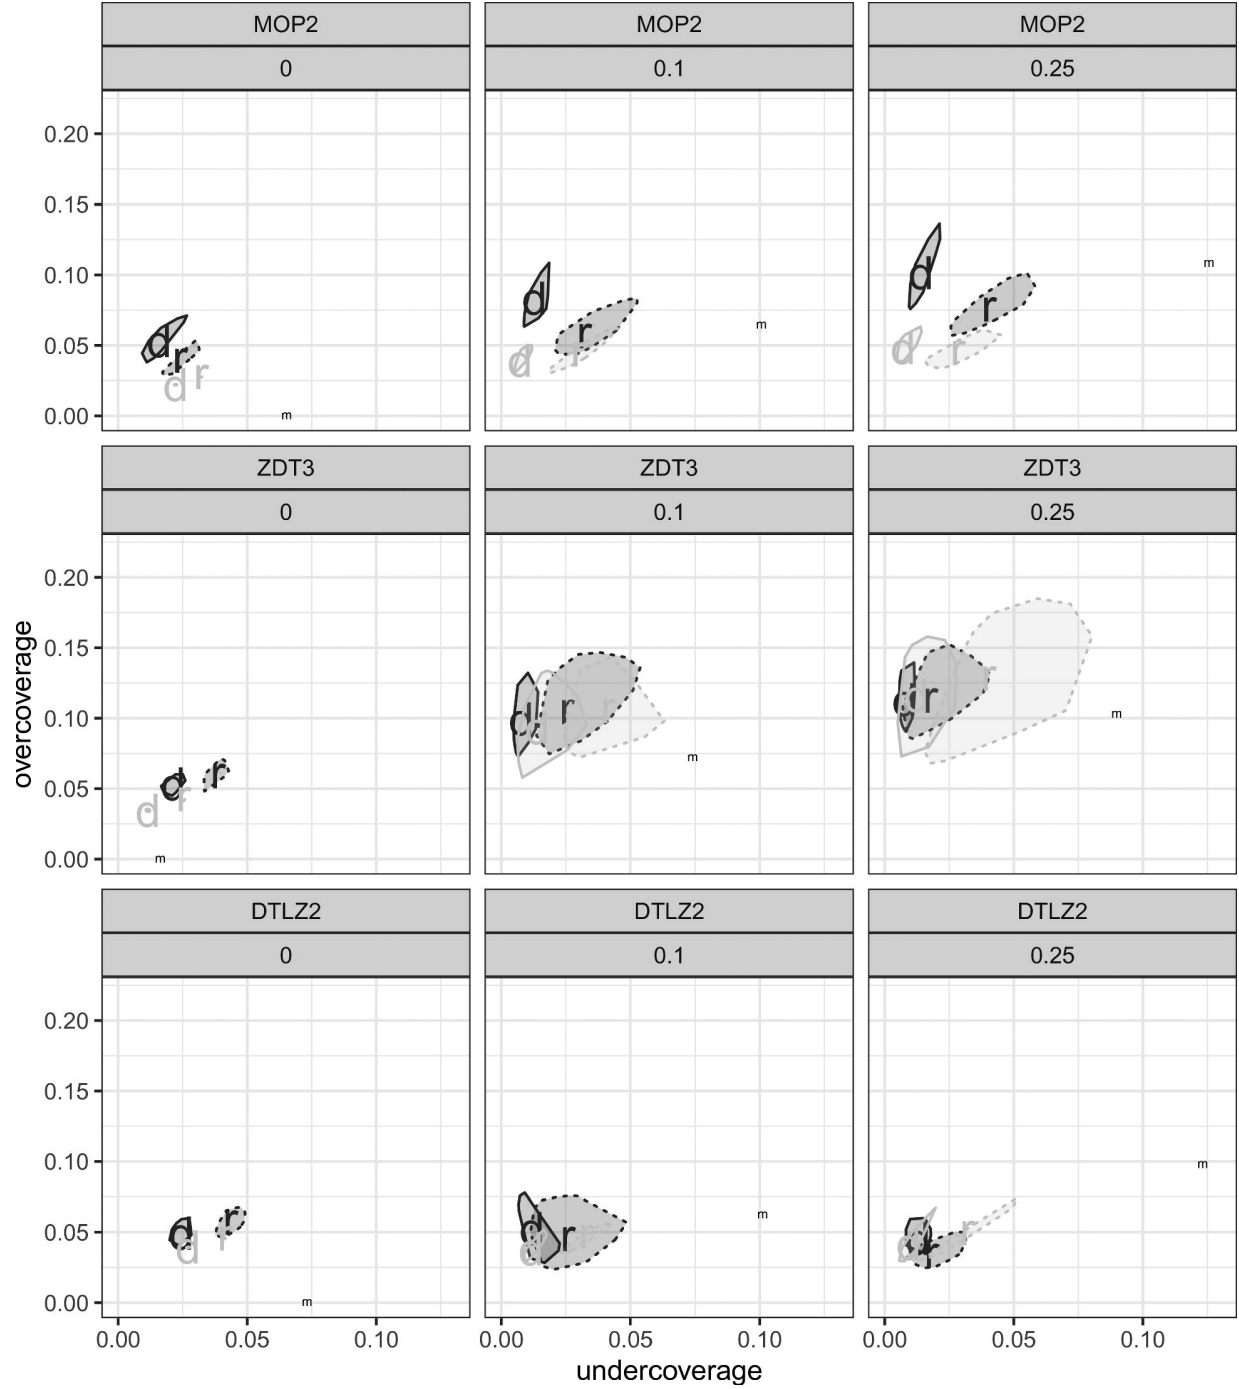 MOP2 MOP2 MOP2
0 0.1 0.25
0.20
0.15
0.10
0.05
0.00
d r d r m
d r d r m
d r d r m
ZDT3 ZDT3 ZDT3
0 0.1 0.25
0.20
0.15
0.10
0.05
0.00
d r d r m
d r d r m
d r d r m
overcoverage
DTLZ2 DTLZ2 DTLZ2
0 0.1 0.25
0.20
0.15
0.10
0.05
0.00
d r d r m
d r d r m
d r d r m
0.00 0.05 0.10 0.00 0.05 0.10 0.00 0.05 0.10
undercoverage